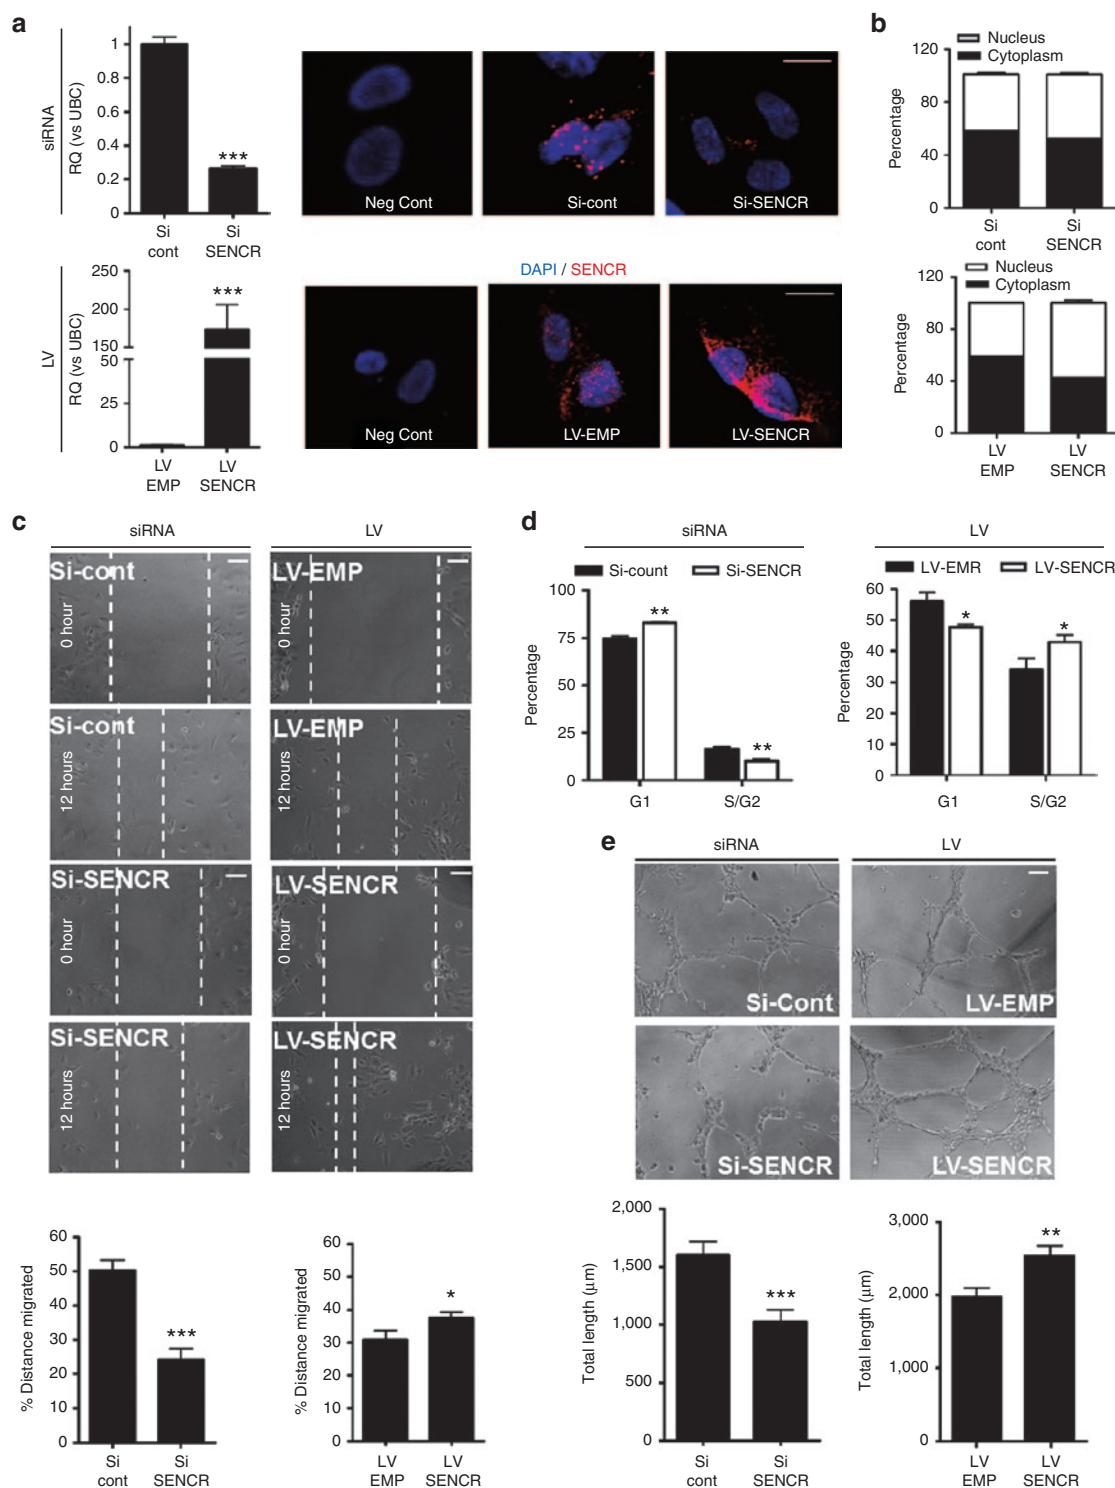 a
siRNA
RQ (vs UBC)
1
0.8
0.6
0.4
0.2
0
***
Si
cont
Si
SENCR
Neg Cont
Si-cont
Si-SENCR
b
Nucleus
Cytoplasm
Percentage
120
80
40
0
Si
cont
Si
SENCR
LV
RQ (vs UBC)
250
200
150
50
25
0
***
LV
EMP
LV
SENCR
DAPI / SENCR
Neg Cont
LV-EMP
LV-SENCR
Nucleus
Cytoplasm
Percentage
120
80
40
0
LV
EMP
LV
SENCR
c
siRNA
LV
Si-cont
0 hour
LV-EMP
0 hour
Si-cont
12 hours
LV-EMP
12 hours
Si-SENCR
0 hour
LV-SENCR
0 hour
Si-SENCR
12 hours
LV-SENCR
12 hours
% Distance migrated
60
50
40
30
20
10
0
***
Si
cont
Si
SENCR
% Distance migrated
60
50
40
30
20
10
0
*
LV
EMP
LV
SENCR
d
siRNA
Si-count
Si-SENCR
Percentage
100
75
50
25
0
**
**
G1
S/G2
LV
LV-EMR
LV-SENCR
Percentage
60
50
40
30
20
10
0
*
*
G1
S/G2
e
siRNA
LV
Si-Cont
LV-EMP
Si-SENCR
LV-SENCR
Total length (μm)
2,000
1,500
1,000
500
0
***
Si
cont
Si
SENCR
Total length (μm)
3,000
2,000
1,000
0
**
LV
EMP
LV
SENCR